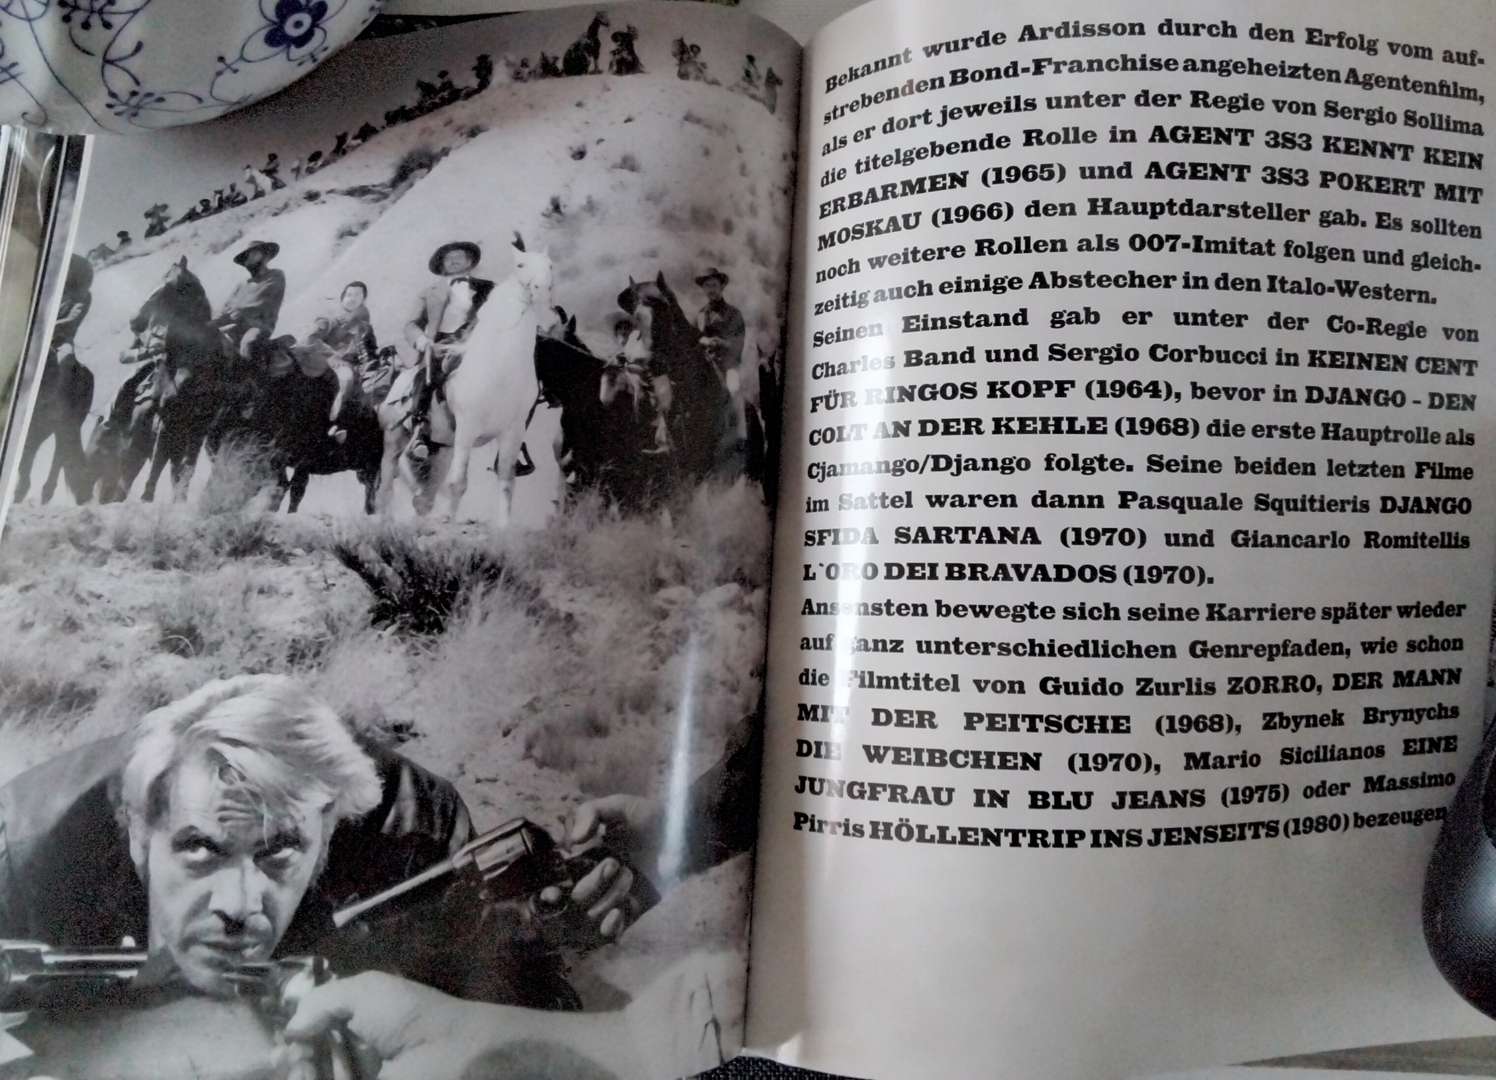 Bekannt wurde Ardisson durch den Erfolg vom auf-
strebenden Bond-Franchise angeheizten Agentenfilm,
als er dort jeweils unter der Regie von Sergio Sollima
die titelgebende Rolle in AGENT 3S3 KENNT KEIN
ERBARMEN (1965) und AGENT 3S3 POKERT MIT
MOSKAU (1966) den Hauptdarsteller gab. Es sollten
noch weitere Rollen als 007-Imitat folgen und gleich-
zeitig auch einige Abstecher in den Italo-Western.
Seinen Einstand gab er unter der Co-Regie von
Charles Band und Sergio Corbucci in KEINEN CENT
FÜR RINGOS KOPF (1964), bevor in DJANGO - DEN
COLT AN DER KEHLE (1968) die erste Hauptrolle als
Cjamango/Django folgte. Seine beiden letzten Filme
im Sattel waren dann Pasquale Squitieris DJANGO
SFIDA SARTANA (1970) und Giancarlo Romitellis
L`ORO DEI BRAVADOS (1970).
Ansonsten bewegte sich seine Karriere später wieder
auf ganz unterschiedlichen Genrepfaden, wie schon
die Filmtitel von Guido Zurlis ZORRO, DER MANN
MIT DER PEITSCHE (1968), Zbynek Brynychs
DIE WEIBCHEN (1970), Mario Sicilianos EINE
JUNGFRAU IN BLU JEANS (1975) oder Massimo
Pirris HÖLLENTRIP INS JENSEITS (1980) bezeugen